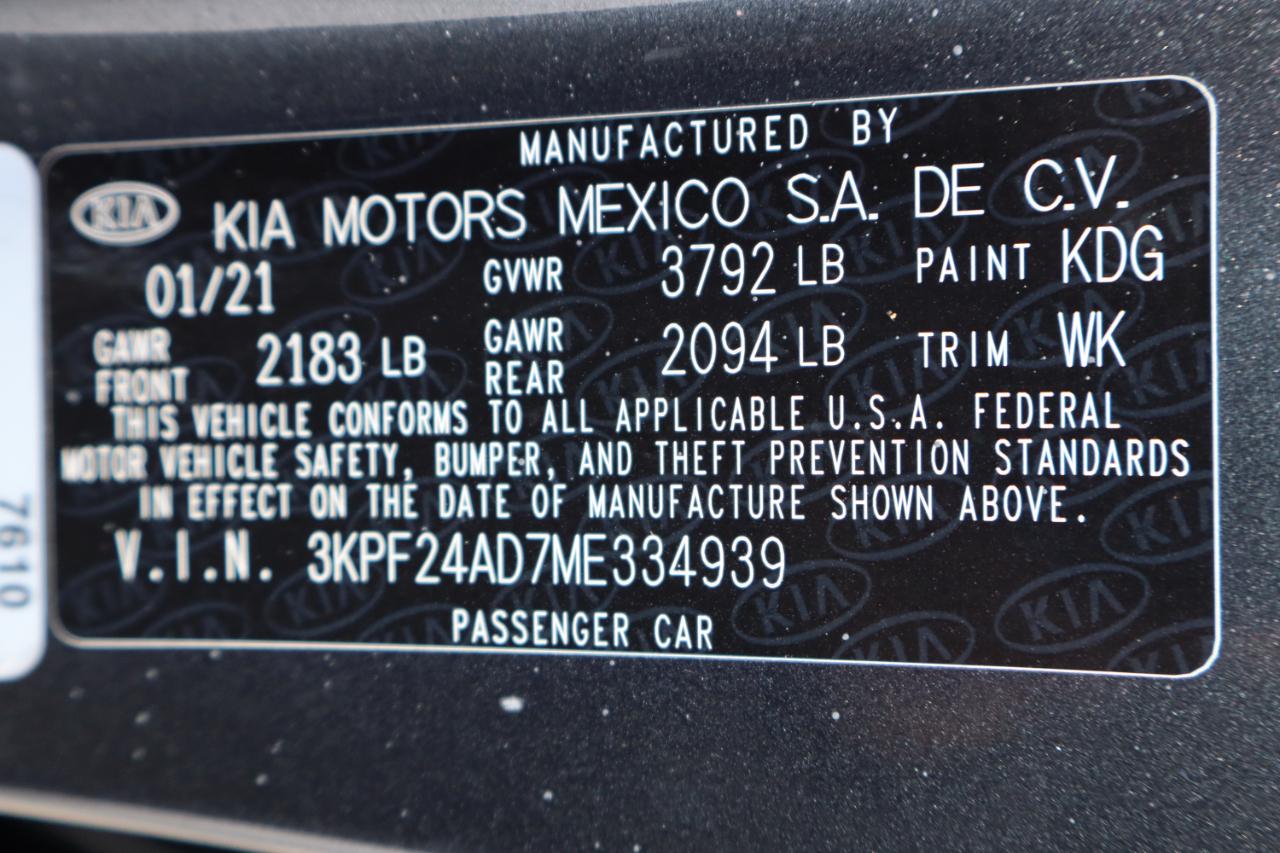 MANUFACTURED BY
KIA KIA MOTORS MEXICO S.A. DE C.V.
01/21 GVWR 3792 LB PAINT KDG
GAWR FRONT 2183 LB GAWR REAR 2094 LB TRIM WK
THIS VEHICLE CONFORMS TO ALL APPLICABLE U.S.A. FEDERAL
MOTOR VEHICLE SAFETY, BUMPER, AND THEFT PREVENTION STANDARDS
IN EFFECT ON THE DATE OF MANUFACTURE SHOWN ABOVE.
V.I.N. 3KPF24AD7ME334939
PASSENGER CAR
7610